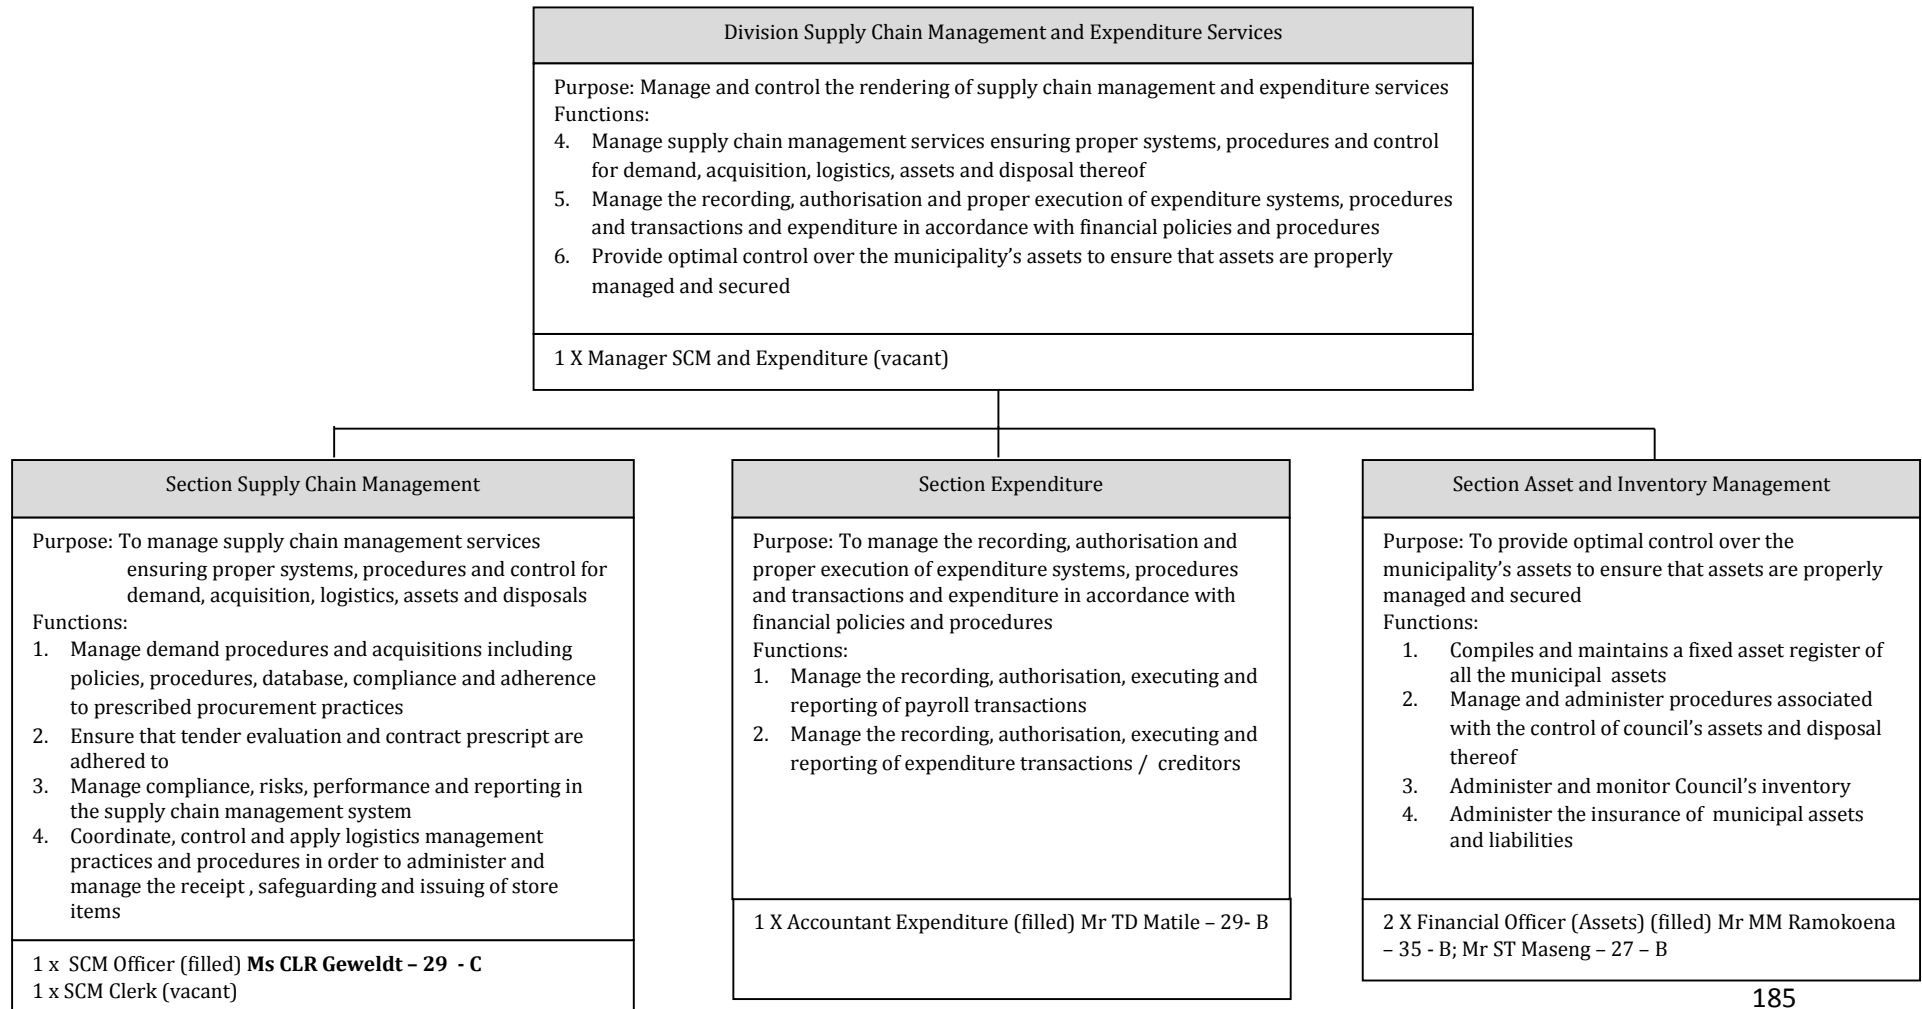 Division Supply Chain Management and Expenditure Services
Purpose: Manage and control the rendering of supply chain management and expenditure services
Functions:
4. Manage supply chain management services ensuring proper systems, procedures and control
for demand, acquisition, logistics, assets and disposal thereof
5. Manage the recording, authorisation and proper execution of expenditure systems, procedures
and transactions and expenditure in accordance with financial policies and procedures
6. Provide optimal control over the municipality’s assets to ensure that assets are properly
managed and secured
1 X Manager SCM and Expenditure (vacant)
Section Supply Chain Management
Purpose: To manage supply chain management services
ensuring proper systems, procedures and control for
demand, acquisition, logistics, assets and disposals
Functions:
1. Manage demand procedures and acquisitions including
policies, procedures, database, compliance and adherence
to prescribed procurement practices
2. Ensure that tender evaluation and contract prescript are
adhered to
3. Manage compliance, risks, performance and reporting in
the supply chain management system
4. Coordinate, control and apply logistics management
practices and procedures in order to administer and
manage the receipt , safeguarding and issuing of store
items
1 x SCM Officer (filled) Ms CLR Geweldt – 29 - C
1 x SCM Clerk (vacant)
Section Expenditure
Purpose: To manage the recording, authorisation and
proper execution of expenditure systems, procedures
and transactions and expenditure in accordance with
financial policies and procedures
Functions:
1. Manage the recording, authorisation, executing and
reporting of payroll transactions
2. Manage the recording, authorisation, executing and
reporting of expenditure transactions / creditors
1 X Accountant Expenditure (filled) Mr TD Matile – 29- B
Section Asset and Inventory Management
Purpose: To provide optimal control over the
municipality’s assets to ensure that assets are properly
managed and secured
Functions:
1. Compiles and maintains a fixed asset register of
all the municipal assets
2. Manage and administer procedures associated
with the control of council’s assets and disposal
thereof
3. Administer and monitor Council’s inventory
4. Administer the insurance of municipal assets
and liabilities
2 X Financial Officer (Assets) (filled) Mr MM Ramokoena
– 35 - B; Mr ST Maseng – 27 – B
185